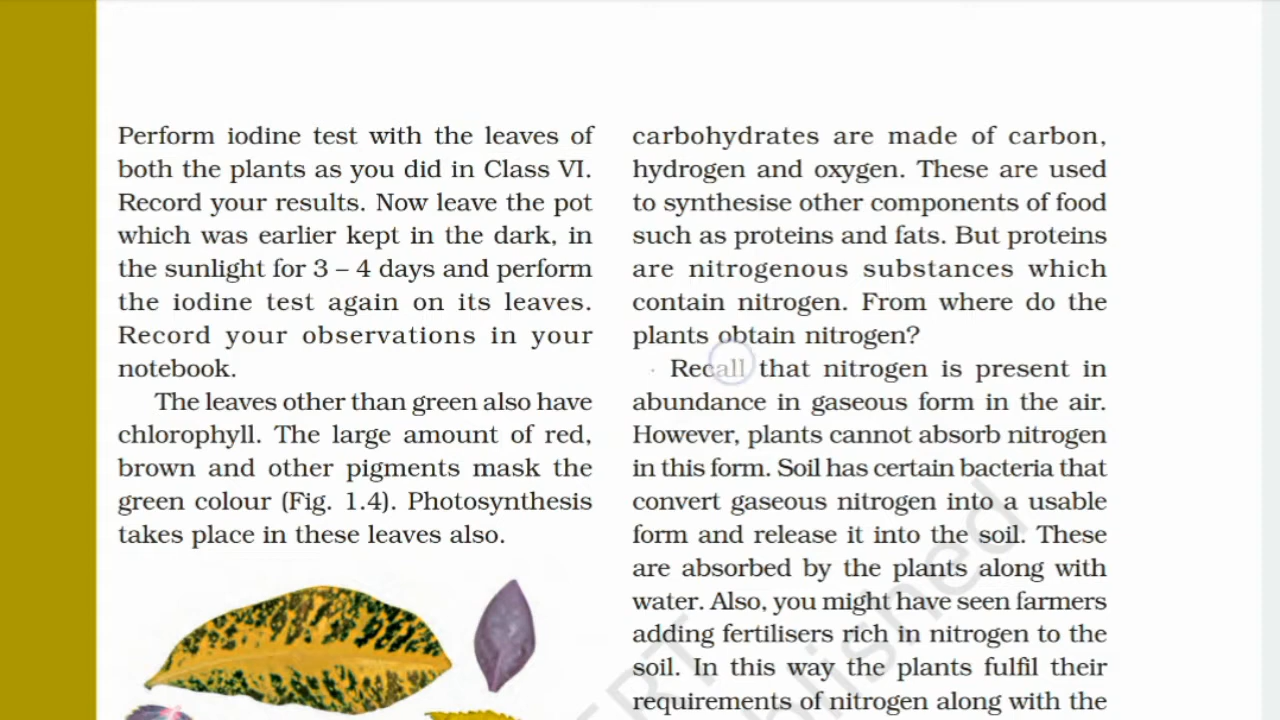 Perform iodine test with the leaves of
both the plants as you did in Class VI.
Record your results. Now leave the pot
which was earlier kept in the dark, in
the sunlight for 3 – 4 days and perform
the iodine test again on its leaves.
Record your observations in your
notebook.
The leaves other than green also have
chlorophyll. The large amount of red,
brown and other pigments mask the
green colour (Fig. 1.4). Photosynthesis
takes place in these leaves also.
carbohydrates are made of carbon,
hydrogen and oxygen. These are used
to synthesise other components of food
such as proteins and fats. But proteins
are nitrogenous substances which
contain nitrogen. From where do the
plants obtain nitrogen?
Recall that nitrogen is present in
abundance in gaseous form in the air.
However, plants cannot absorb nitrogen
in this form. Soil has certain bacteria that
convert gaseous nitrogen into a usable
form and release it into the soil. These
are absorbed by the plants along with
water. Also, you might have seen farmers
adding fertilisers rich in nitrogen to the
soil. In this way the plants fulfil their
requirements of nitrogen along with the